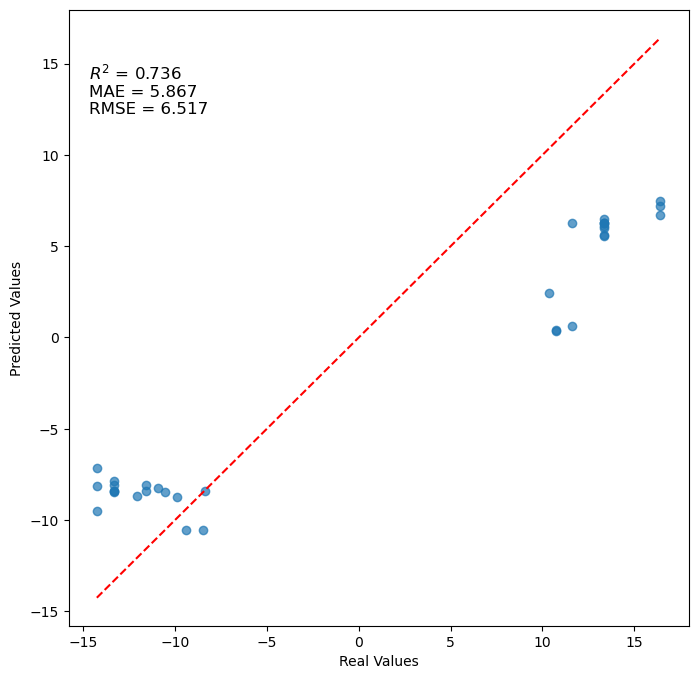 R² = 0.736
MAE = 5.867
RMSE = 6.517
15
10
5
0
−5
−10
−15
Predicted Values
−15 −10 −5 0 5 10 15
Real Values